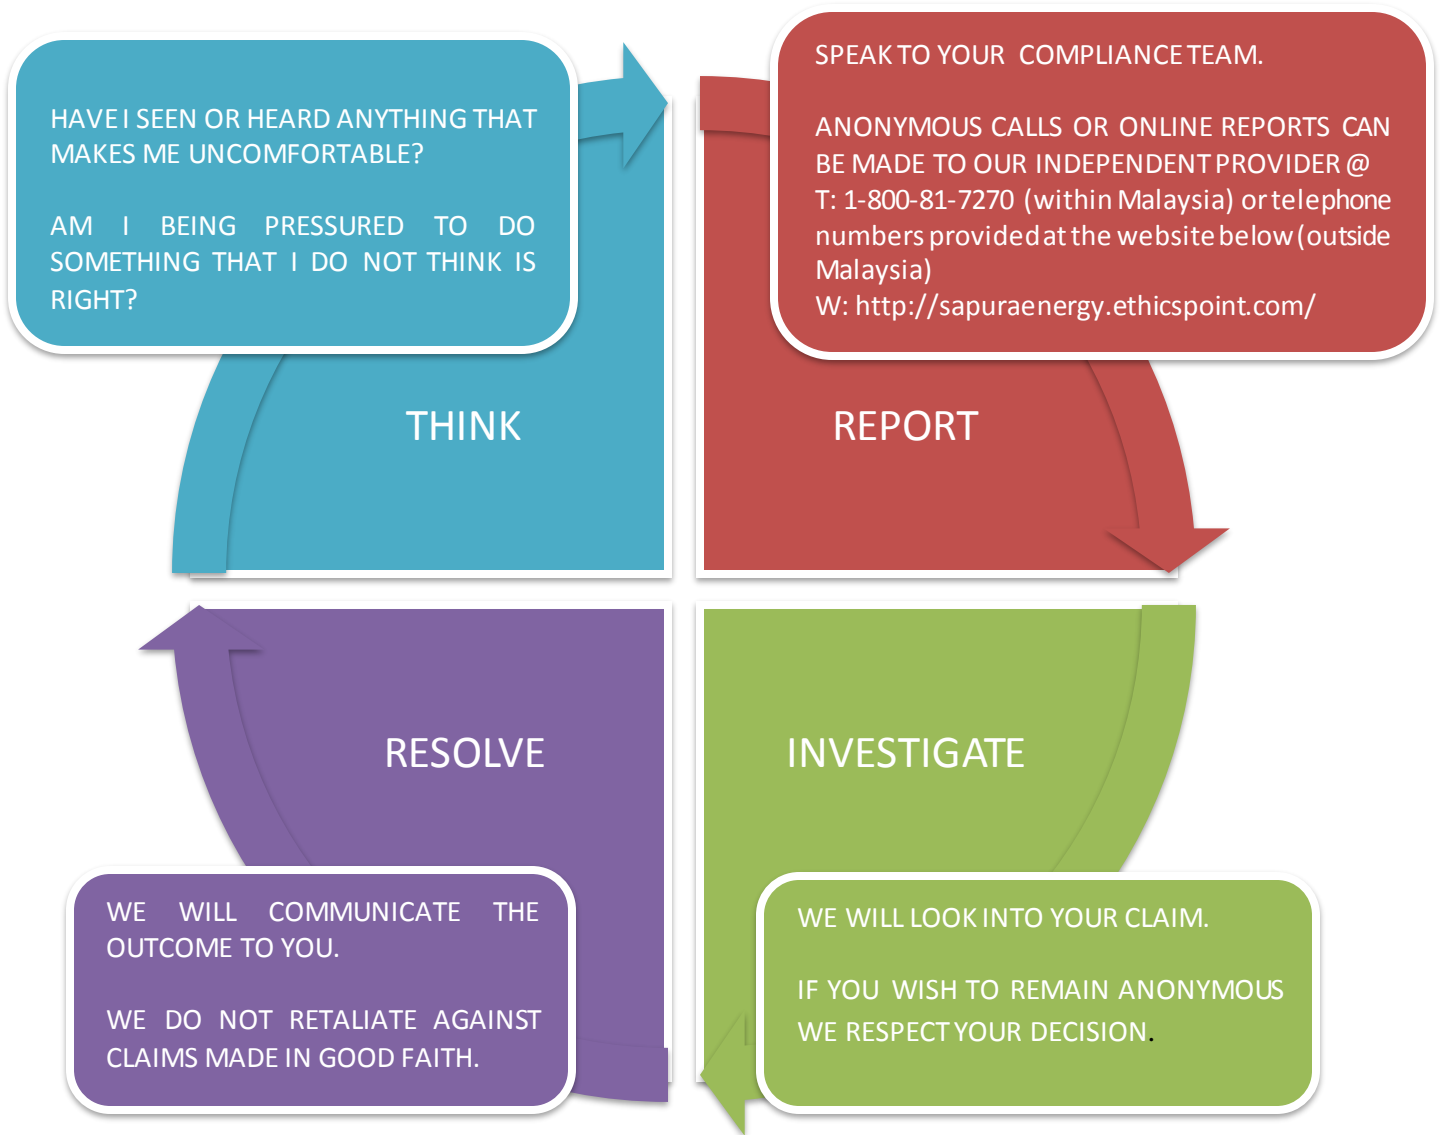 HAVE I SEEN OR HEARD ANYTHING THAT
MAKES ME UNCOMFORTABLE?
AM I BEING PRESSURED TO DO
SOMETHING THAT I DO NOT THINK IS
RIGHT?
THINK
SPEAK TO YOUR COMPLIANCE TEAM.
ANONYMOUS CALLS OR ONLINE REPORTS CAN
BE MADE TO OUR INDEPENDENT PROVIDER @
T: 1-800-81-7270 (within Malaysia) or telephone
numbers provided at the website below (outside
Malaysia)
W: http://sapuraenergy.ethicspoint.com/
REPORT
INVESTIGATE
WE WILL LOOK INTO YOUR CLAIM.
IF YOU WISH TO REMAIN ANONYMOUS
WE RESPECT YOUR DECISION.
RESOLVE
WE WILL COMMUNICATE THE
OUTCOME TO YOU.
WE DO NOT RETALIATE AGAINST
CLAIMS MADE IN GOOD FAITH.